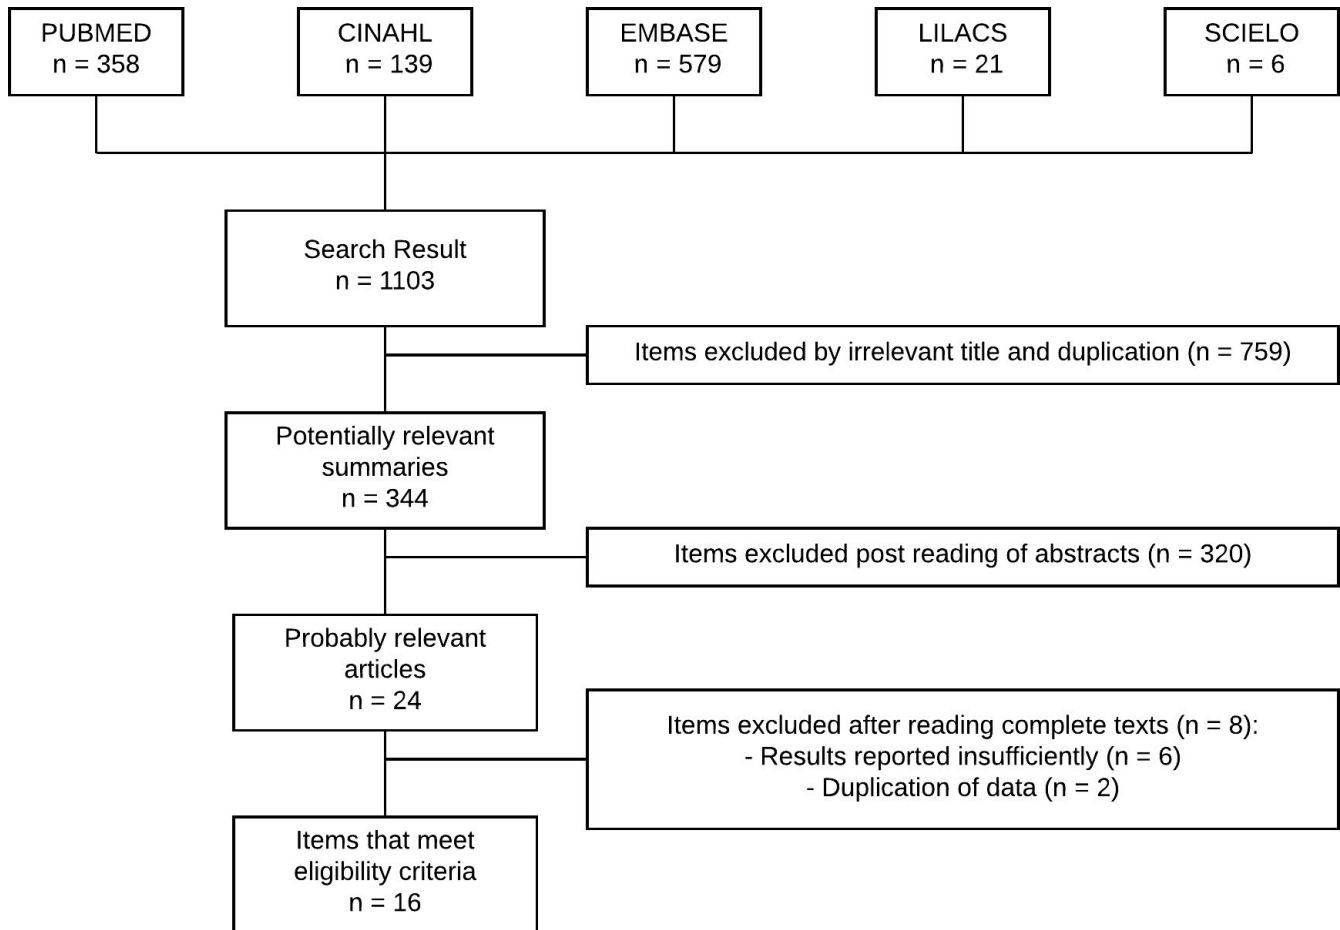 PUBMED
n = 358
CINAHL
n = 139
EMBASE
n = 579
LILACS
n = 21
SCIELO
n = 6
Search Result
n = 1103
Items excluded by irrelevant title and duplication (n = 759)
Potentially relevant
summaries
n = 344
Items excluded post reading of abstracts (n = 320)
Probably relevant
articles
n = 24
Items excluded after reading complete texts (n = 8):
- Results reported insufficiently (n = 6)
- Duplication of data (n = 2)
Items that meet
eligibility criteria
n = 16